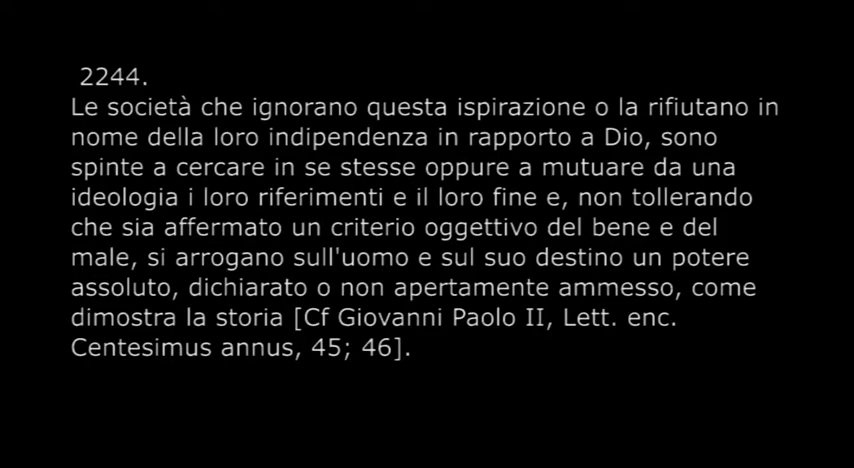 2244.
Le società che ignorano questa ispirazione o la rifiutano in
nome della loro indipendenza in rapporto a Dio, sono
spinte a cercare in se stesse oppure a mutuare da una
ideologia i loro riferimenti e il loro fine e, non tollerando
che sia affermato un criterio oggettivo del bene e del
male, si arrogano sull'uomo e sul suo destino un potere
assoluto, dichiarato o non apertamente ammesso, come
dimostra la storia [Cf Giovanni Paolo II, Lett. enc.
Centesimus annus, 45; 46].